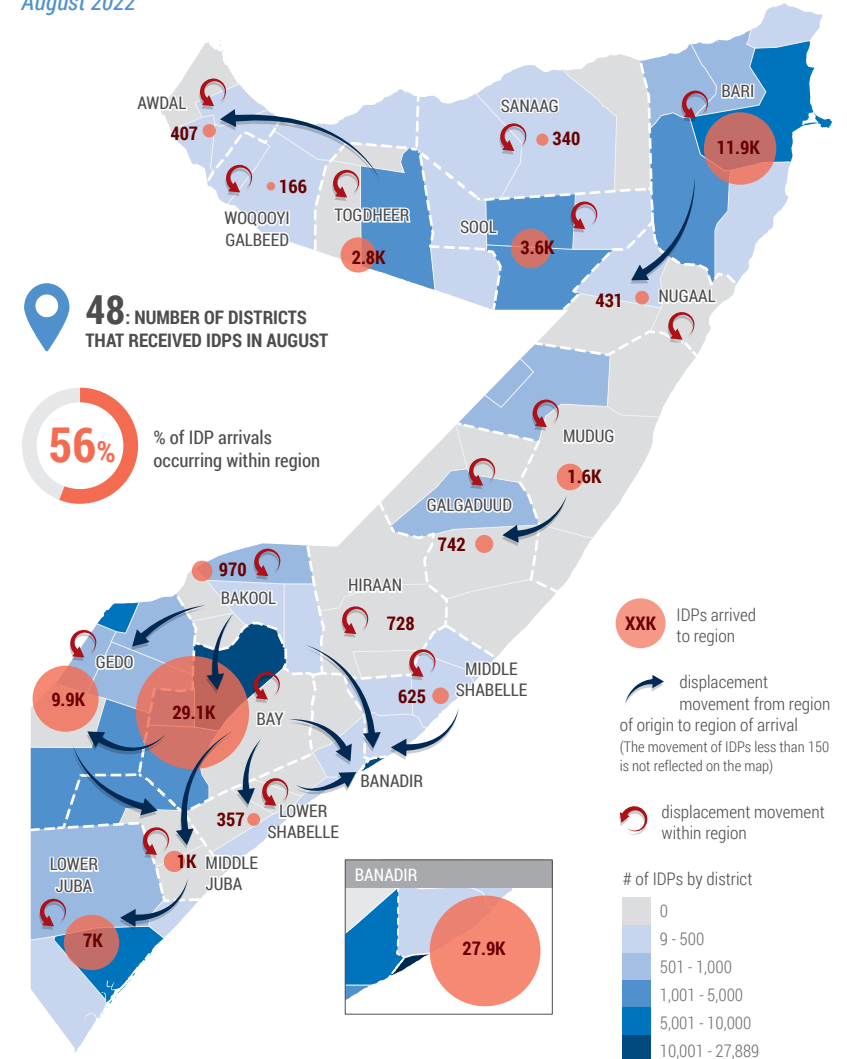 August 2022
AWDAL
407
166
WOQOOYI
GALBEED
TOGDHEER
2.8K
SANAAG
340
SOOL
3.6K
BARI
11.9K
431
NUGAAL
48: NUMBER OF DISTRICTS
THAT RECEIVED IDPS IN AUGUST
56%
% of IDP arrivals
occurring within region
MUDUG
1.6K
GALGADUUD
742
HIRAAN
728
970
BAKOOL
GEDO
9.9K
29.1K
BAY
MIDDLE
SHABELLE
625
BANADIR
LOWER
SHABELLE
357
1K
MIDDLE
JUBA
LOWER
JUBA
7K
BANADIR
27.9K
XXK
IDPs arrived
to region
displacement
movement from region
of origin to region of arrival
(The movement of IDPs less than 150
is not reflected on the map)
displacement movement
within region
# of IDPs by district
0
9 - 500
501 - 1,000
1,001 - 5,000
5,001 - 10,000
10,001 - 27,889